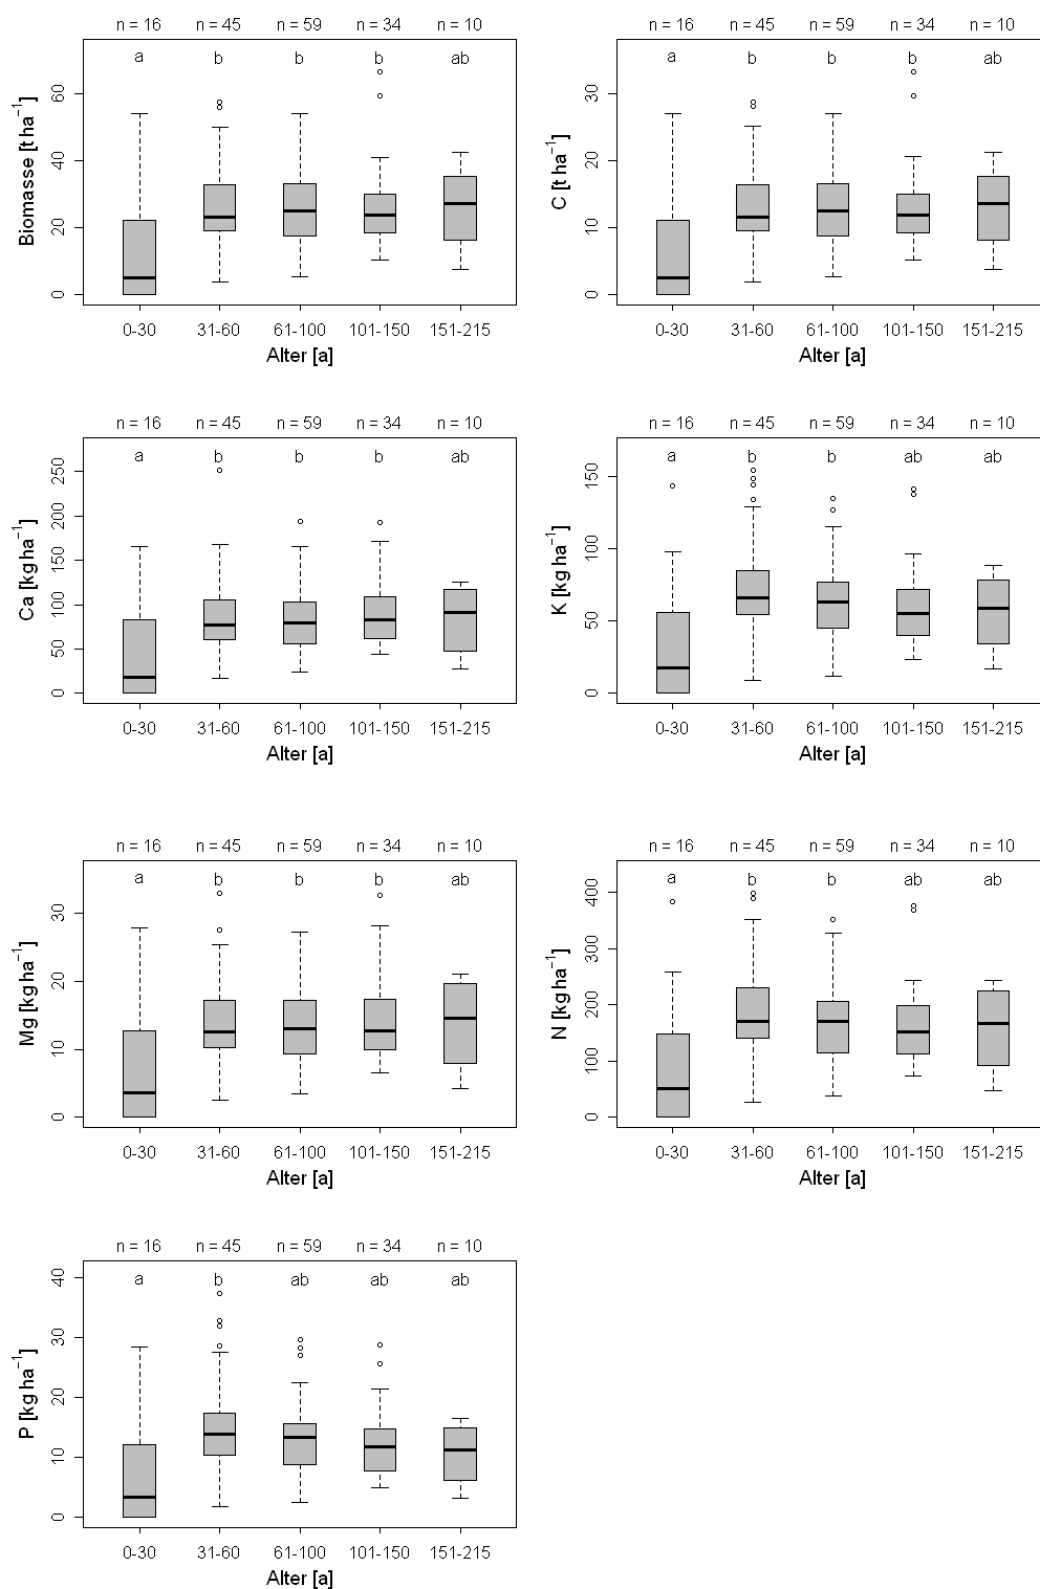 n = 16 n = 45 n = 59 n = 34 n = 10
a b b b ab
Biomasse [t ha⁻¹]
60
40
20
0
0-30 31-60 61-100 101-150 151-215
Alter [a]
n = 16 n = 45 n = 59 n = 34 n = 10
a b b b ab
C [t ha⁻¹]
30
20
10
0
0-30 31-60 61-100 101-150 151-215
Alter [a]
n = 16 n = 45 n = 59 n = 34 n = 10
a b b b ab
Ca [kg ha⁻¹]
250
200
150
100
50
0
0-30 31-60 61-100 101-150 151-215
Alter [a]
n = 16 n = 45 n = 59 n = 34 n = 10
a b b ab ab
K [kg ha⁻¹]
150
100
50
0
0-30 31-60 61-100 101-150 151-215
Alter [a]
n = 16 n = 45 n = 59 n = 34 n = 10
a b b b ab
Mg [kg ha⁻¹]
30
20
10
0
0-30 31-60 61-100 101-150 151-215
Alter [a]
n = 16 n = 45 n = 59 n = 34 n = 10
a b b ab ab
N [kg ha⁻¹]
400
300
200
100
0
0-30 31-60 61-100 101-150 151-215
Alter [a]
n = 16 n = 45 n = 59 n = 34 n = 10
a b ab ab ab
P [kg ha⁻¹]
40
30
20
10
0
0-30 31-60 61-100 101-150 151-215
Alter [a]